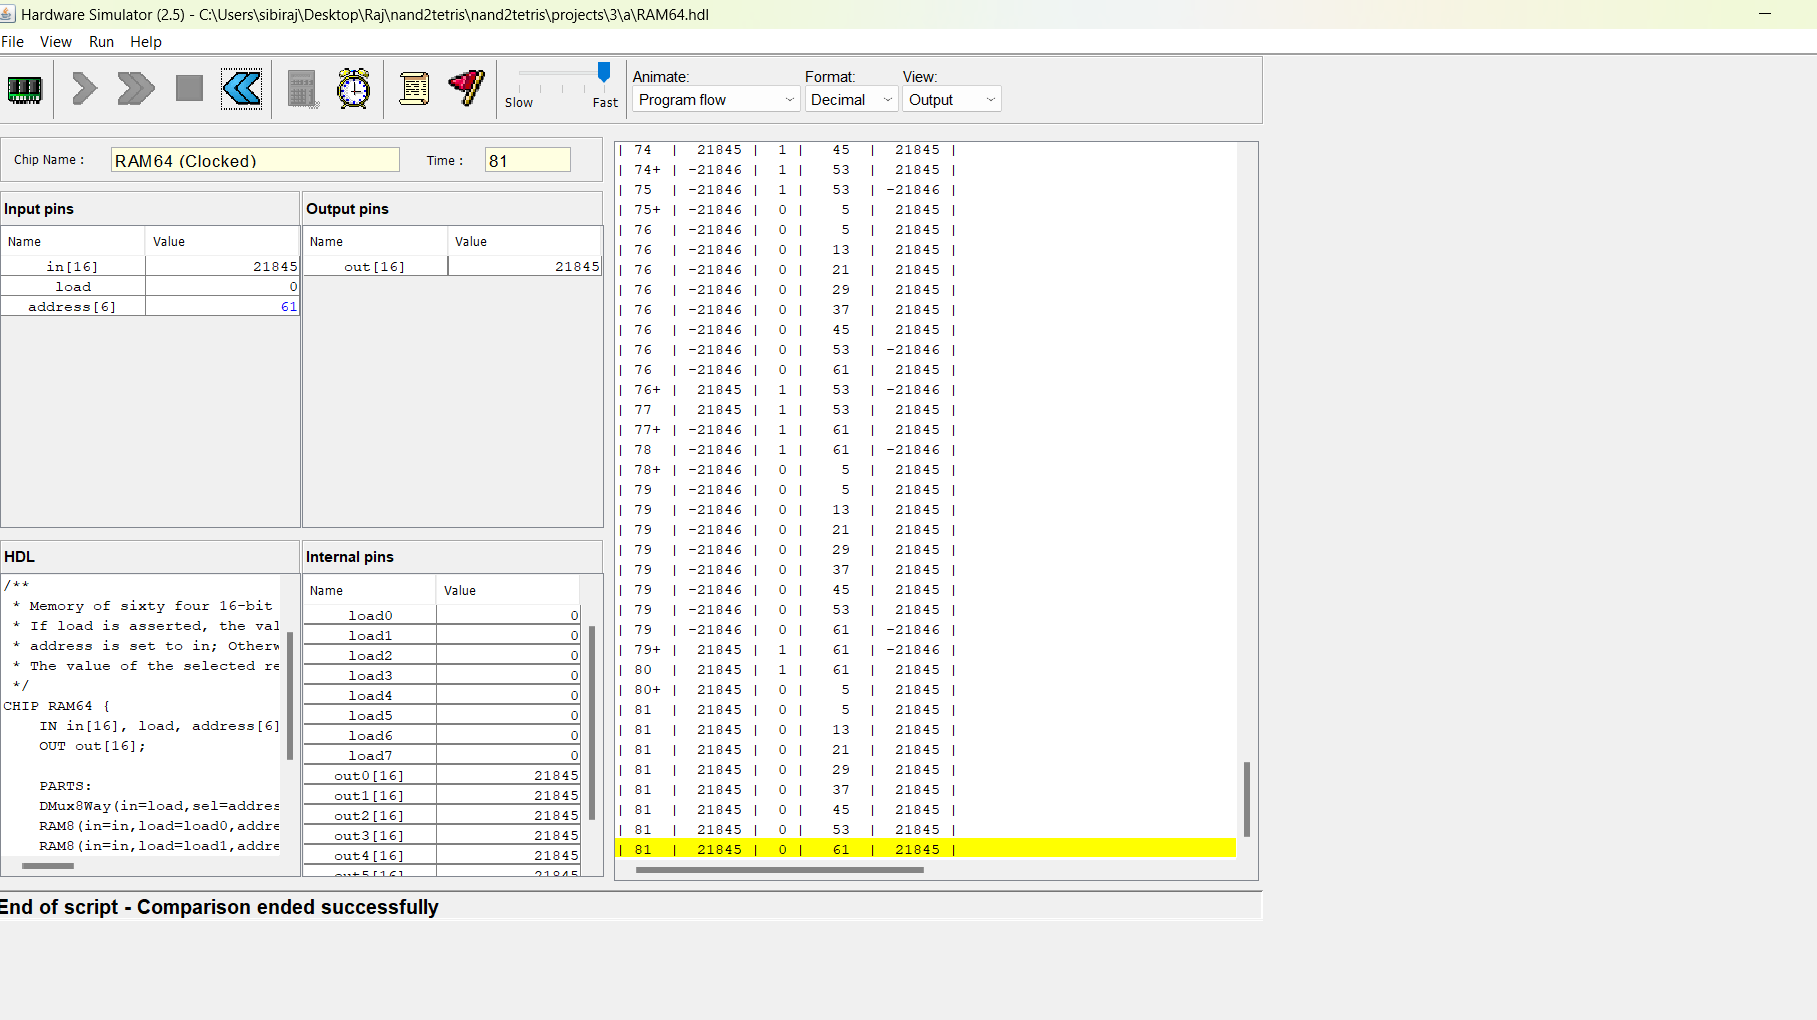 Hardware Simulator (2.5) - C:\Users\sibiraj\Desktop\Raj\nand2tetris\nand2tetris\projects\3\a\RAM64.hdl
File View Run Help
Slow Fast
Animate: Format: View:
Program flow Decimal Output
Chip Name : RAM64 (Clocked) Time : 81
Input pins
Name Value
in[16] 21845
load 0
address[6] 61
Output pins
Name Value
out[16] 21845
HDL
/**
* Memory of sixty four 16-bit
* If load is asserted, the val
* address is set to in; Otherw
* The value of the selected re
*/
CHIP RAM64 {
IN in[16], load, address[6]
OUT out[16];
PARTS:
DMux8Way(in=load,sel=addres
RAM8(in=in,load=load0,addre
RAM8(in=in,load=load1,addre
Internal pins
Name Value
load0 0
load1 0
load2 0
load3 0
load4 0
load5 0
load6 0
load7 0
out0[16] 21845
out1[16] 21845
out2[16] 21845
out3[16] 21845
out4[16] 21845
out5[16] 21845
| 74 | 21845 | 1 | 45 | 21845 |
| 74+ | -21846 | 1 | 53 | 21845 |
| 75 | -21846 | 1 | 53 | -21846 |
| 75+ | -21846 | 0 | 5 | 21845 |
| 76 | -21846 | 0 | 5 | 21845 |
| 76 | -21846 | 0 | 13 | 21845 |
| 76 | -21846 | 0 | 21 | 21845 |
| 76 | -21846 | 0 | 29 | 21845 |
| 76 | -21846 | 0 | 37 | 21845 |
| 76 | -21846 | 0 | 45 | 21845 |
| 76 | -21846 | 0 | 53 | -21846 |
| 76 | -21846 | 0 | 61 | 21845 |
| 76+ | 21845 | 1 | 53 | -21846 |
| 77 | 21845 | 1 | 53 | 21845 |
| 77+ | -21846 | 1 | 61 | 21845 |
| 78 | -21846 | 1 | 61 | -21846 |
| 78+ | -21846 | 0 | 5 | 21845 |
| 79 | -21846 | 0 | 5 | 21845 |
| 79 | -21846 | 0 | 13 | 21845 |
| 79 | -21846 | 0 | 21 | 21845 |
| 79 | -21846 | 0 | 29 | 21845 |
| 79 | -21846 | 0 | 37 | 21845 |
| 79 | -21846 | 0 | 45 | 21845 |
| 79 | -21846 | 0 | 53 | 21845 |
| 79 | -21846 | 0 | 61 | -21846 |
| 79+ | 21845 | 1 | 61 | -21846 |
| 80 | 21845 | 1 | 61 | 21845 |
| 80+ | 21845 | 0 | 5 | 21845 |
| 81 | 21845 | 0 | 5 | 21845 |
| 81 | 21845 | 0 | 13 | 21845 |
| 81 | 21845 | 0 | 21 | 21845 |
| 81 | 21845 | 0 | 29 | 21845 |
| 81 | 21845 | 0 | 37 | 21845 |
| 81 | 21845 | 0 | 45 | 21845 |
| 81 | 21845 | 0 | 53 | 21845 |
| 81 | 21845 | 0 | 61 | 21845 |
End of script - Comparison ended successfully